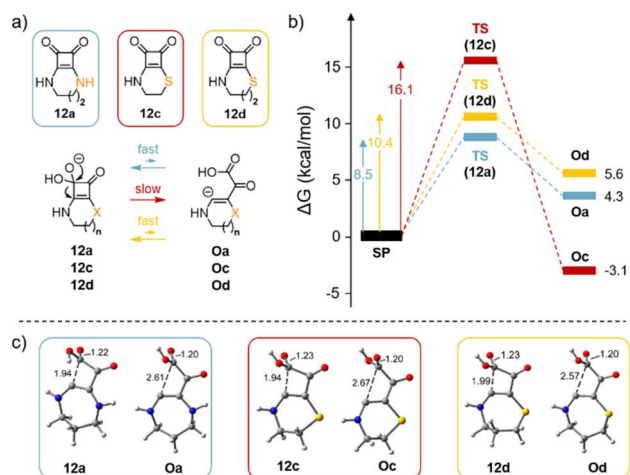 a)
O O
HN NH
( )2
12a
O O
HN S
12c
O O
HN S
( )2
12d
O ⊖ O
HO
HN X
( )n
12a
12c
12d
fast
slow
fast
HO O
⊖ O
HN X
( )n
Oa
Oc
Od
b)
ΔG (kcal/mol)
15
10
5
0
-5
8.5
10.4
16.1
SP
TS
(12c)
TS
(12d)
TS
(12a)
Od
5.6
4.3
Oa
Oc
-3.1
c)
1.22
1.94
12a
1.20
2.61
Oa
1.23
1.94
12c
1.20
2.67
Oc
1.23
1.99
12d
1.20
2.57
Od